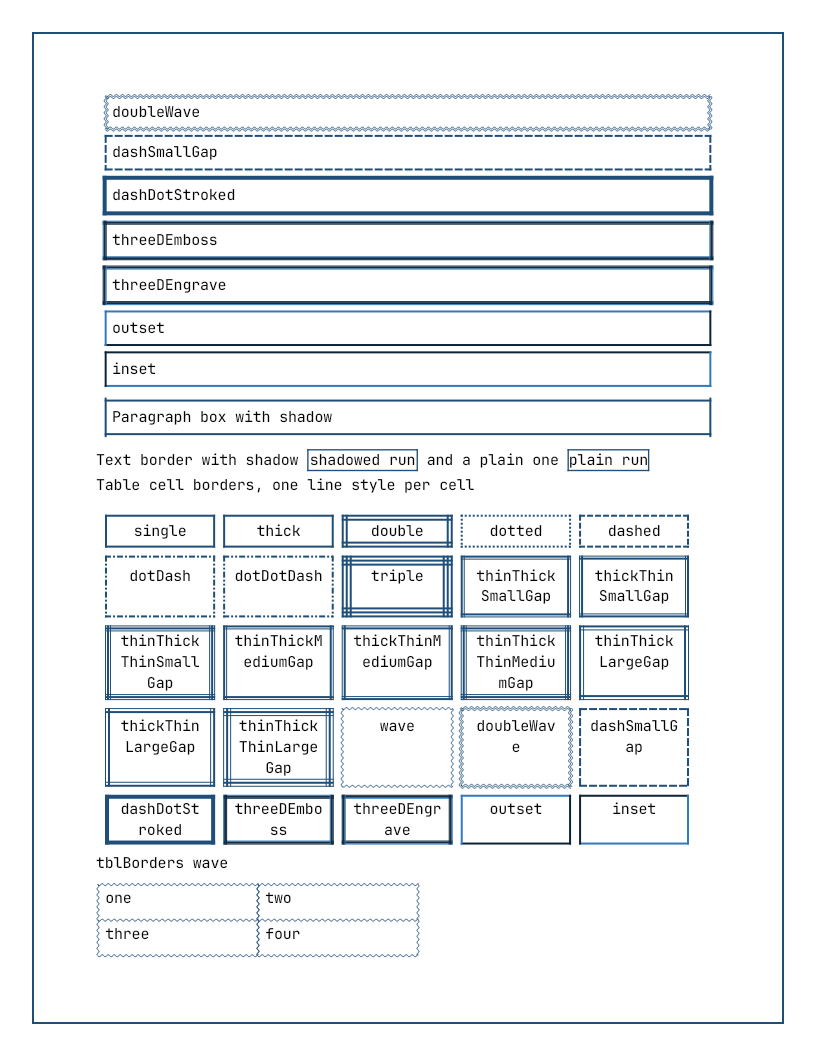 doubleWave
dashSmallGap
dashDotStroked
threeDEmboss
threeDEngrave
outset
inset
Paragraph box with shadow
Text border with shadow shadowed run and a plain one plain run
Table cell borders, one line style per cell
single thick double dotted dashed
dotDash dotDotDash triple thinThick thickThin
SmallGap SmallGap
thinThick thinThickM thickThinM thinThick thinThick
ThinSmall ediumGap ediumGap ThinMediu LargeGap
Gap mGap
thickThin thinThick wave doubleWav dashSmallG
LargeGap ThinLarge e ap
Gap
dashDotSt threeDEmbo threeDEngr outset inset
roked ss ave
tblBorders wave
one two
three four